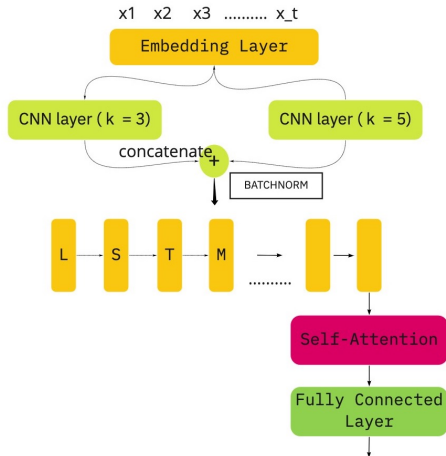 x1 x2 x3 .......... x_t
Embedding Layer
CNN layer ( k = 3)
CNN layer ( k = 5)
concatenate
+
BATCHNORM
L S T M
..........
Self-Attention
Fully Connected
Layer